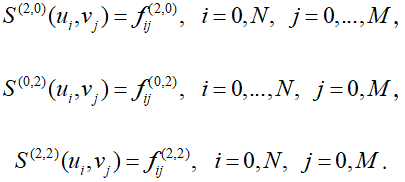 S^{(2,0)}(u_i,v_j) = f_{ij}^{(2,0)}, i = 0,N, j = 0,...,M,
S^{(0,2)}(u_i,v_j) = f_{ij}^{(0,2)}, i = 0,...,N, j = 0,M,
S^{(2,2)}(u_i,v_j) = f_{ij}^{(2,2)}, i = 0,N, j = 0,M.